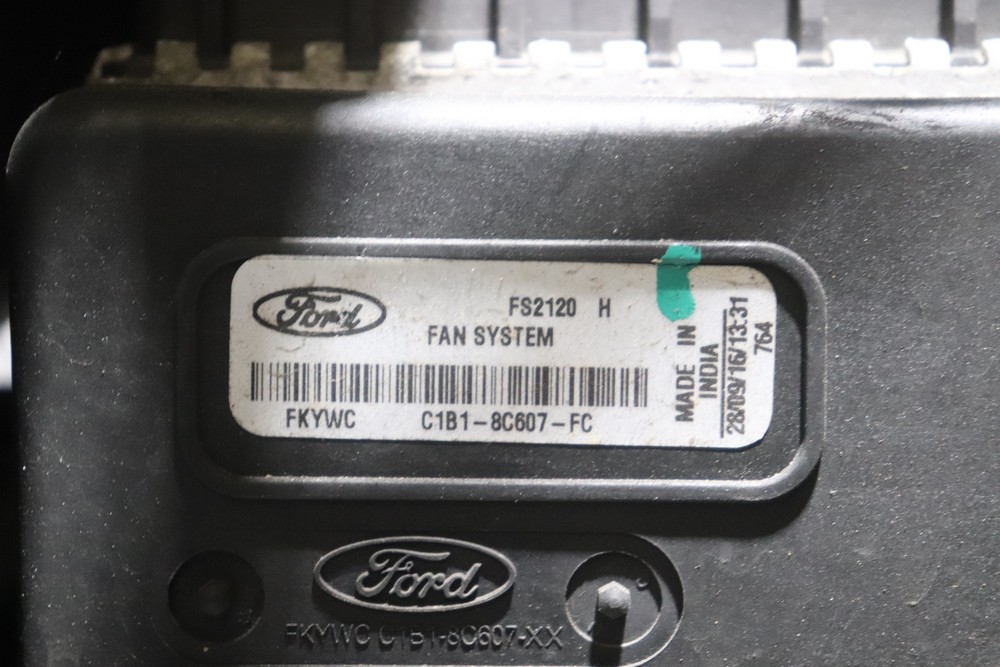 Ford
FS2120 H
FAN SYSTEM
FKYWC C1B1-8C607-FC
MADE IN
INDIA
28/09/16/13:31
764
Ford
FKYWC C1B1-8C607-XX